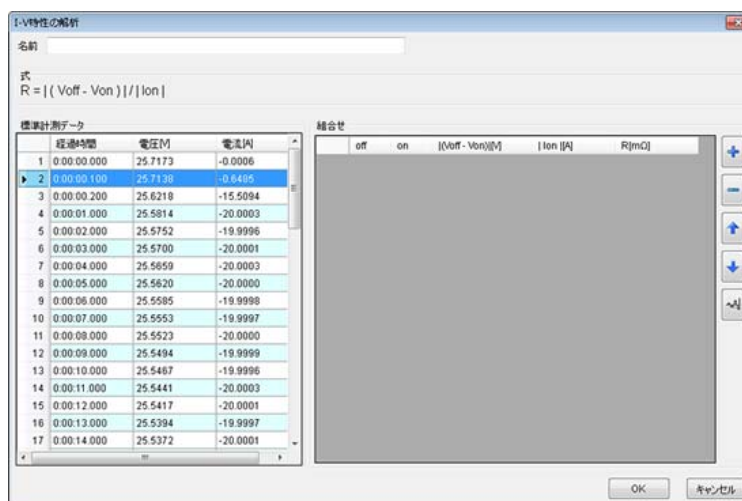 I-V特性の解析
名前
式
R = | ( Voff - Von ) | / | Ion |
標準計測データ
経過時間 電圧[V] 電流[A]
1 0:00:00.000 25.7173 -0.0006
2 0:00:00.100 25.7138 -0.6485
3 0:00:00.200 25.6218 -15.5094
4 0:00:01.000 25.5814 -20.0003
5 0:00:02.000 25.5752 -19.9996
6 0:00:03.000 25.5700 -20.0001
7 0:00:04.000 25.5659 -20.0003
8 0:00:05.000 25.5620 -20.0000
9 0:00:06.000 25.5585 -19.9998
10 0:00:07.000 25.5553 -19.9997
11 0:00:08.000 25.5523 -20.0000
12 0:00:09.000 25.5494 -19.9999
13 0:00:10.000 25.5467 -19.9996
14 0:00:11.000 25.5441 -20.0003
15 0:00:12.000 25.5417 -20.0001
16 0:00:13.000 25.5394 -19.9997
17 0:00:14.000 25.5372 -20.0001
組合せ
off on |(Voff - Von)|[V] | Ion |[A] R[mΩ]
OK キャンセル